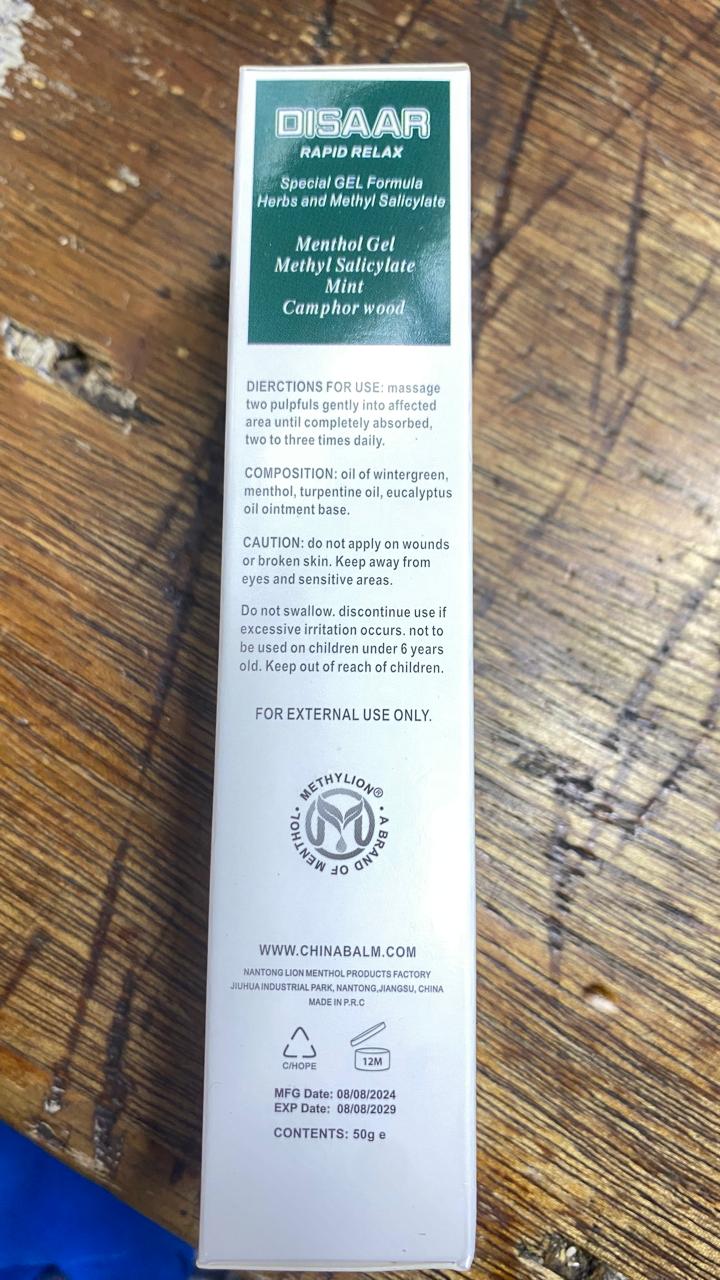 DISAAR
RAPID RELAX
Special GEL Formula
Herbs and Methyl Salicylate
Menthol Gel
Methyl Salicylate
Mint
Camphor wood
DIERCTIONS FOR USE: massage
two pulpfuls gently into affected
area until completely absorbed,
two to three times daily.
COMPOSITION: oil of wintergreen,
menthol, turpentine oil, eucalyptus
oil ointment base.
CAUTION: do not apply on wounds
or broken skin. Keep away from
eyes and sensitive areas.
Do not swallow. discontinue use if
excessive irritation occurs. not to
be used on children under 6 years
old. Keep out of reach of children.
FOR EXTERNAL USE ONLY.
METHYLION®
• A BRAND OF MENTHOL •
WWW.CHINABALM.COM
NANTONG LION MENTHOL PRODUCTS FACTORY
JIUHUA INDUSTRIAL PARK, NANTONG,JIANGSU, CHINA
MADE IN P.R.C
C/HOPE
12M
MFG Date: 08/08/2024
EXP Date: 08/08/2029
CONTENTS: 50g e